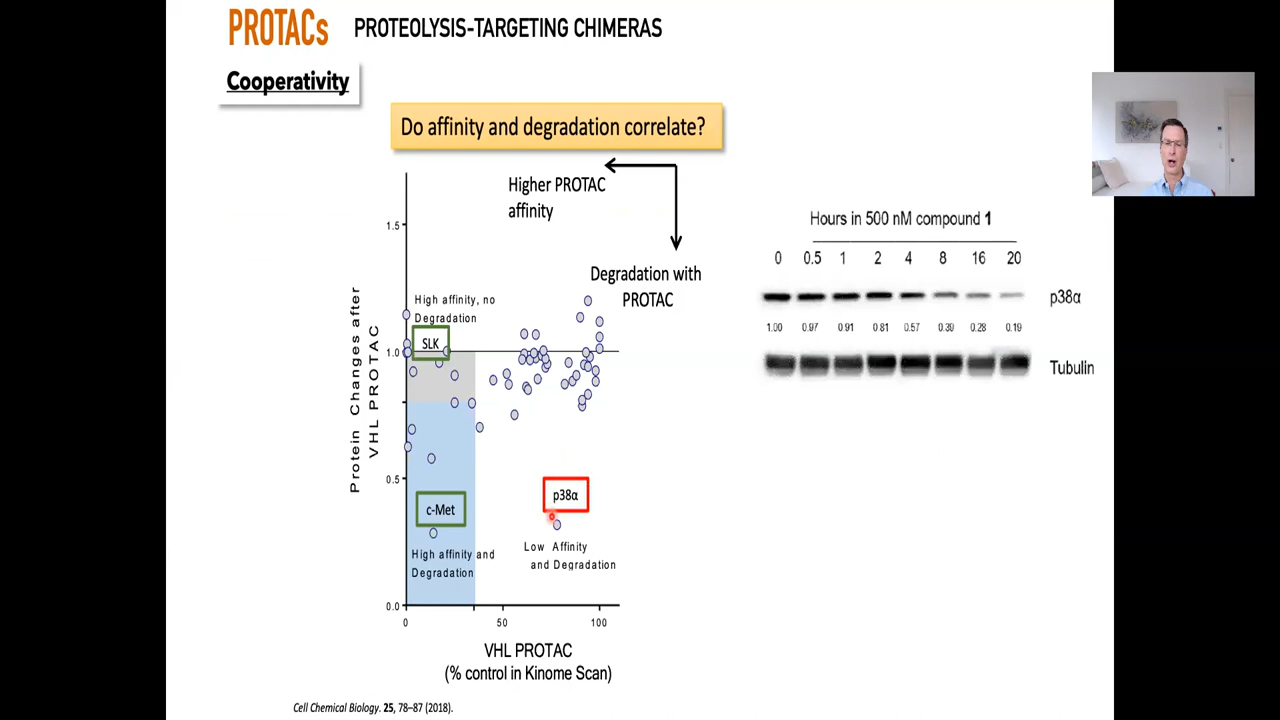 PROTACs PROTEOLYSIS-TARGETING CHIMERAS
Cooperativity
Do affinity and degradation correlate?
Higher PROTAC
affinity
Degradation with
PROTAC
Protein Changes after
VHL PROTAC
1.5
1.0
0.5
0.0
High affinity, no
Degradation
SLK
c-Met
High affinity and
Degradation
p38α
Low Affinity
and Degradation
0 50 100
VHL PROTAC
(% control in Kinome Scan)
Hours in 500 nM compound 1
0 0.5 1 2 4 8 16 20
p38α
1.00 0.97 0.91 0.81 0.57 0.39 0.28 0.19
Tubulin
Cell Chemical Biology. 25, 78–87 (2018).